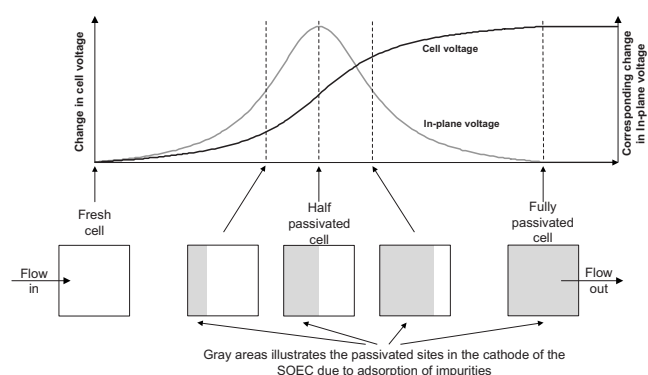 Change in cell voltage
Cell voltage
In-plane voltage
Corresponding change
in In-plane voltage
Fresh
cell
Half
passivated
cell
Fully
passivated
cell
Flow
in
Flow
out
Gray areas illustrates the passivated sites in the cathode of the
SOEC due to adsorption of impurities